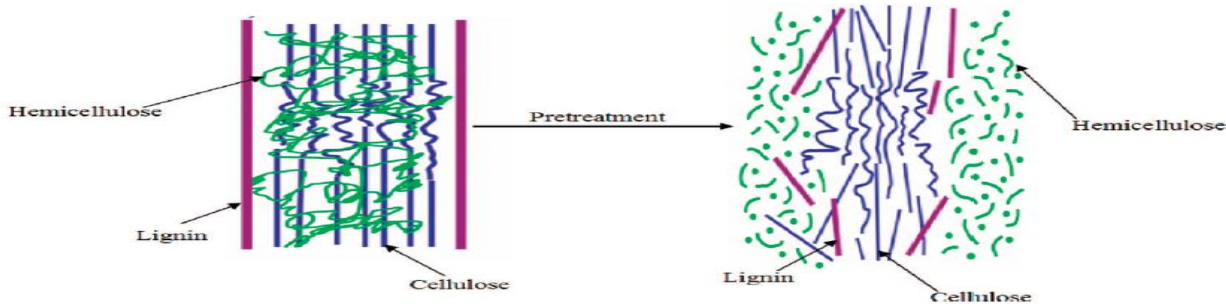 Hemicellulose
Lignin
Cellulose
Pretreatment
Hemicellulose
Lignin
Cellulose